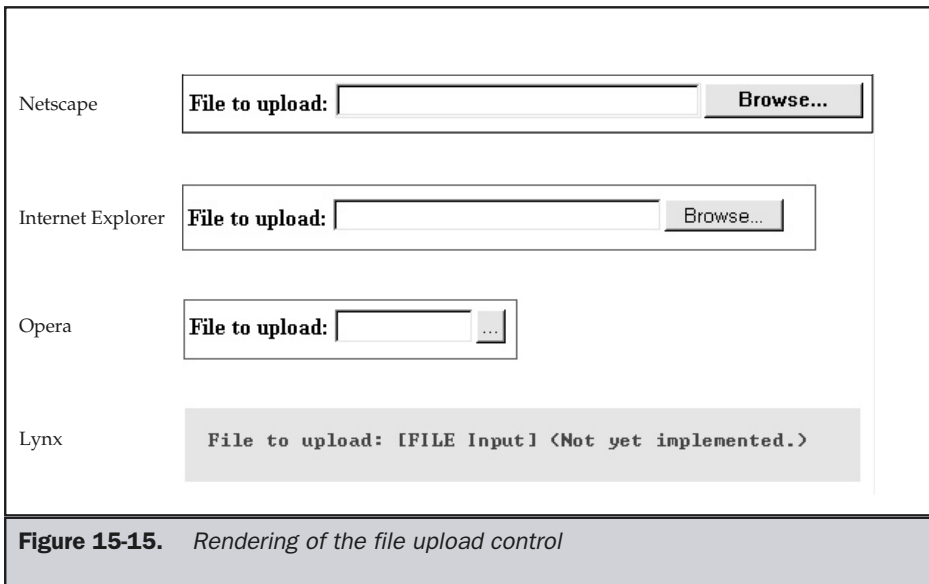 Netscape File to upload: Browse...
Internet Explorer File to upload: Browse...
Opera File to upload: ...
Lynx File to upload: [FILE Input] (Not yet implemented.)
Figure 15-15. Rendering of the file upload control